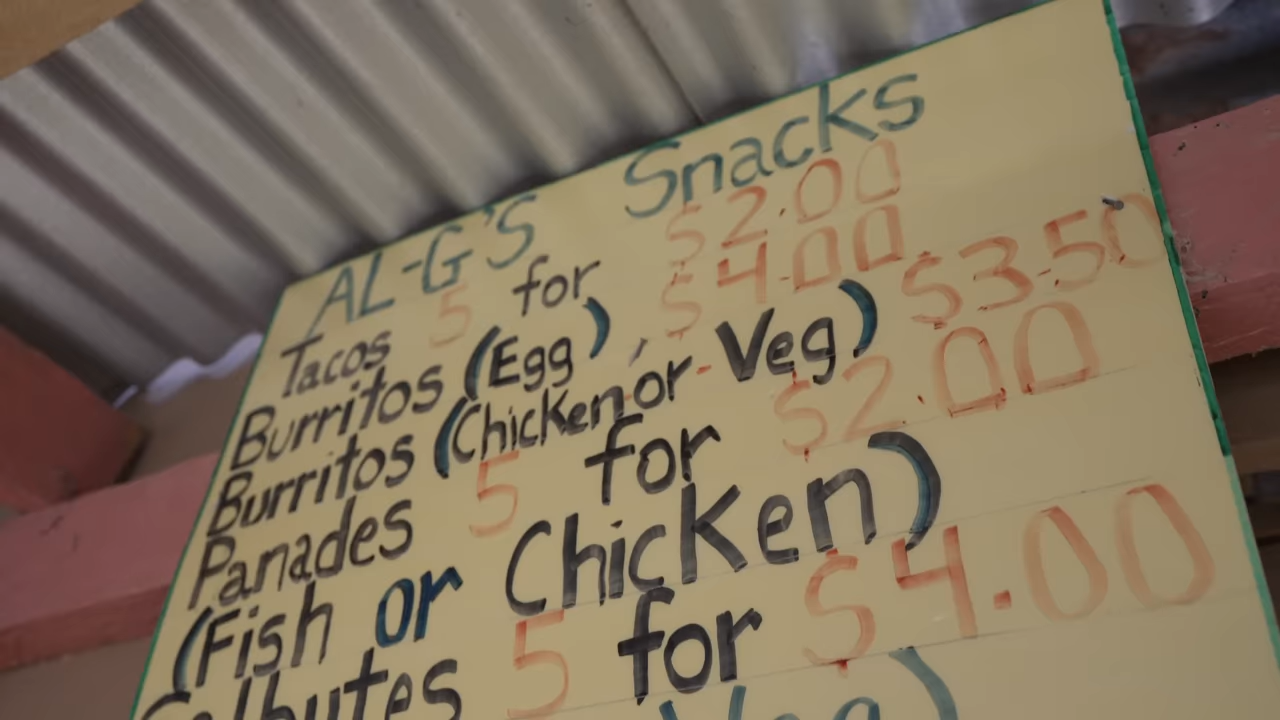 AL-G'S Snacks
Tacos 5 for $2.00
Burritos (Egg), $4.00
Burritos (Chicken or Veg) $3.50
Panades 5 for $2.00
(Fish or Chicken)
5 for $4.00
Veg)